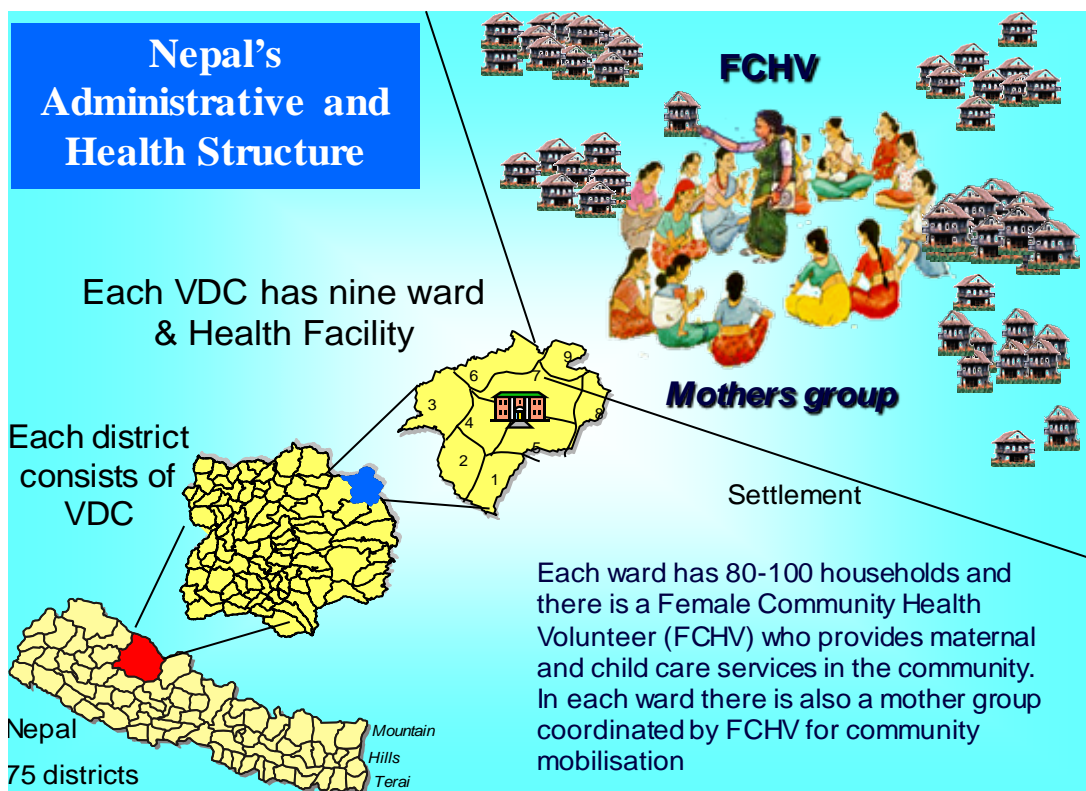 Nepal's
Administrative and
Health Structure
FCHV
Mothers group
Each VDC has nine ward
& Health Facility
9
7
6
3
8
4
5
2
1
Each district
consists of
VDC
Settlement
Each ward has 80-100 households and
there is a Female Community Health
Volunteer (FCHV) who provides maternal
and child care services in the community.
In each ward there is also a mother group
coordinated by FCHV for community
mobilisation
Nepal
75 districts
Mountain
Hills
Terai